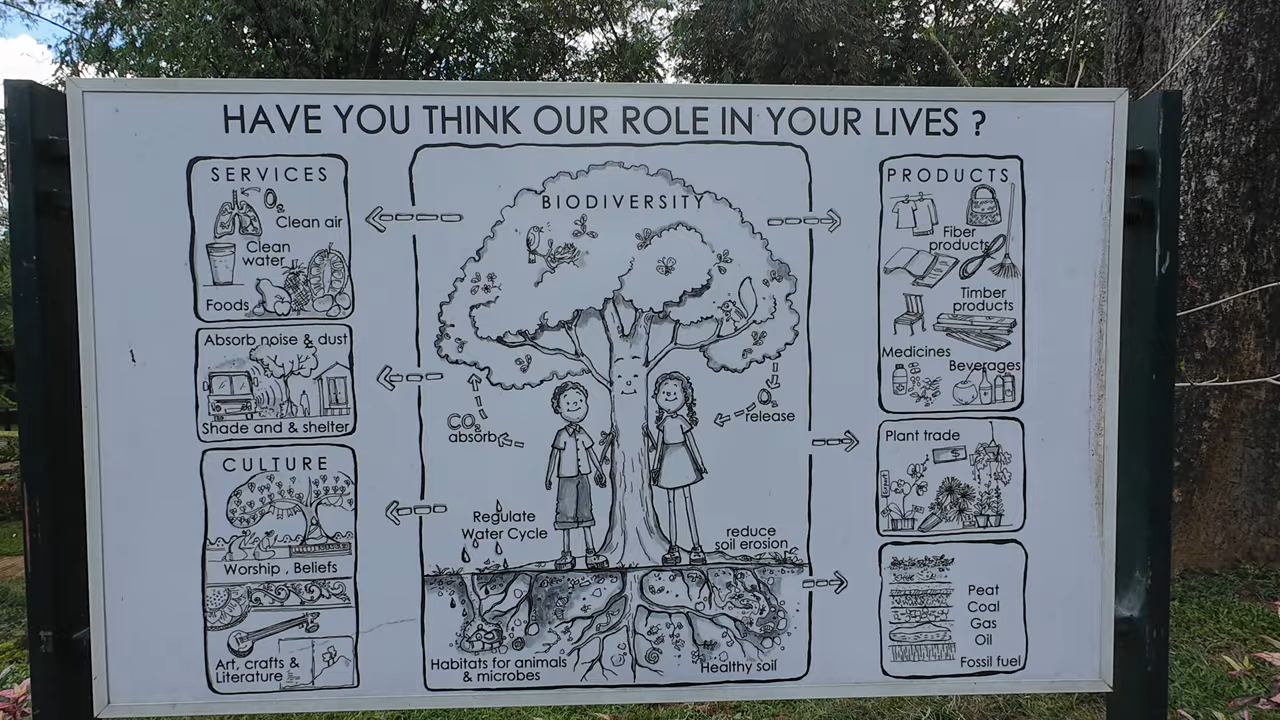 HAVE YOU THINK OUR ROLE IN YOUR LIVES ?
SERVICES
O₂
Clean air
Clean
water
Foods
Absorb noise & dust
Shade and & shelter
CULTURE
Worship , Beliefs
Art, crafts &
Literature
BIODIVERSITY
CO₂
absorb
O₂
release
Regulate
Water Cycle
reduce
soil erosion
Habitats for animals
& microbes
Healthy soil
PRODUCTS
Fiber
products
Timber
products
Medicines
Beverages
Plant trade
$
Peat
Coal
Gas
Oil
Fossil fuel